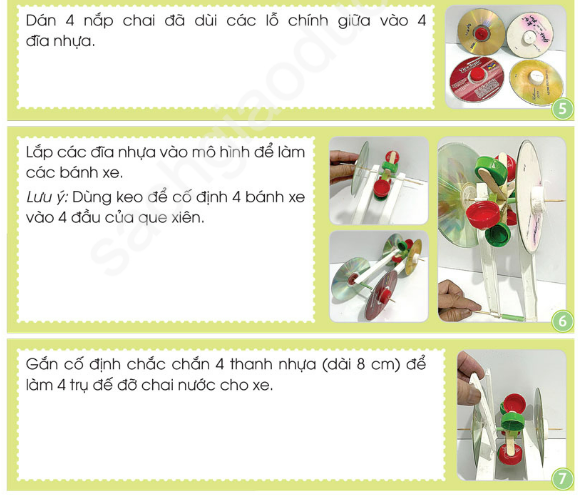 Dán 4 nắp chai đã dùi các lỗ chính giữa vào 4
đĩa nhựa.
5
Lắp các đĩa nhựa vào mô hình để làm
các bánh xe.
Lưu ý: Dùng keo để cố định 4 bánh xe
vào 4 đầu của que xiên.
6
Gắn cố định chắc chắn 4 thanh nhựa (dài 8 cm) để
làm 4 trụ đế đỡ chai nước cho xe.
7